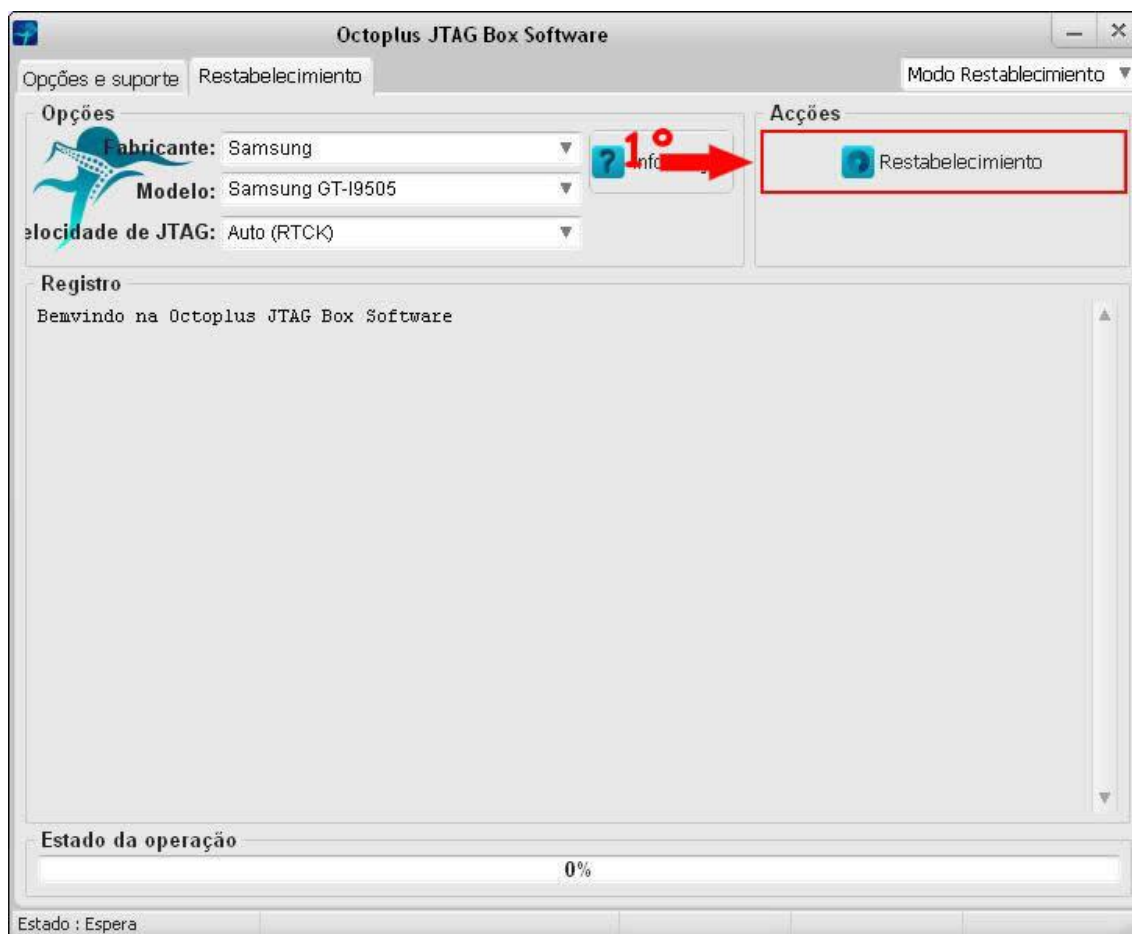 Octoplus JTAG Box Software
Opções e suporte Restabelecimiento Modo Restablecimiento
Opções Acções
Fabricante: Samsung
1º
Restabelecimiento
Modelo: Samsung GT-I9505
elocidade de JTAG: Auto (RTCK)
Registro
Bemvindo na Octoplus JTAG Box Software
Estado da operação
0%
Estado : Espera